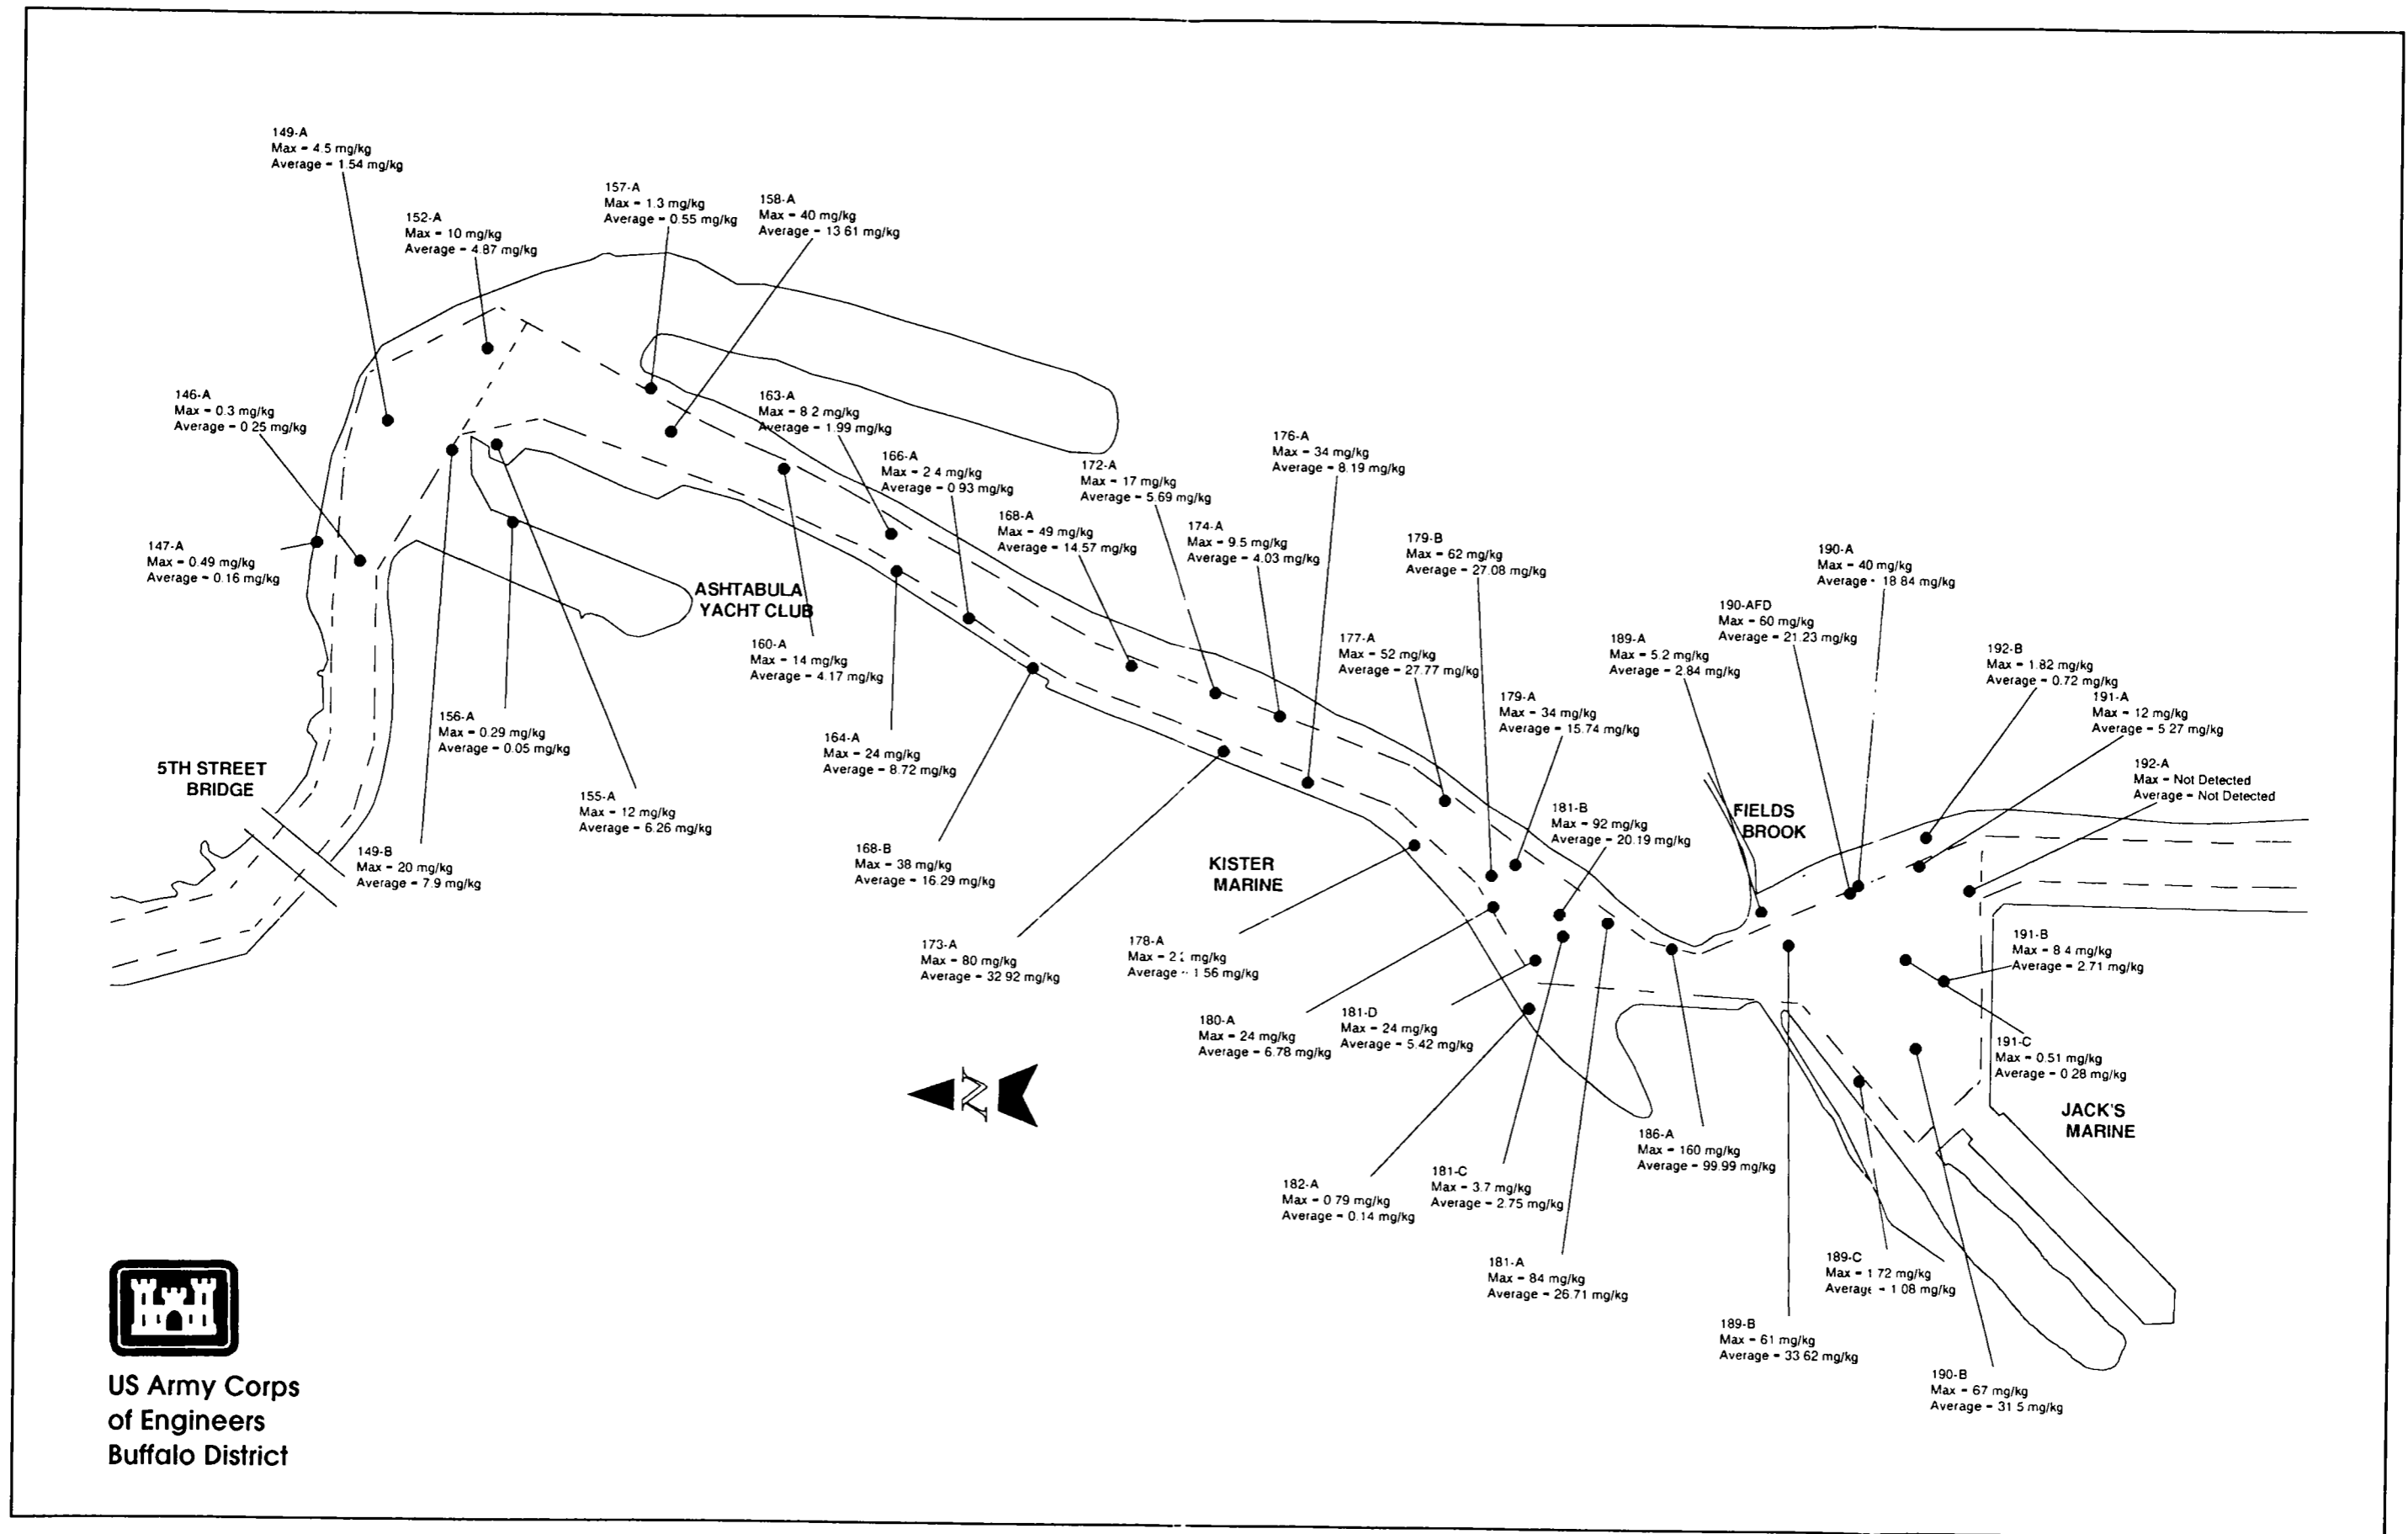 149-A
Max = 4.5 mg/kg
Average = 1.54 mg/kg
152-A
Max = 10 mg/kg
Average = 4.87 mg/kg
157-A
Max = 1.3 mg/kg
Average = 0.55 mg/kg
158-A
Max = 40 mg/kg
Average = 13 61 mg/kg
146-A
Max = 0.3 mg/kg
Average = 0 25 mg/kg
163-A
Max = 8 2 mg/kg
Average = 1.99 mg/kg
166-A
Max = 2 4 mg/kg
Average = 0 93 mg/kg
172-A
Max = 17 mg/kg
Average = 5.69 mg/kg
176-A
Max = 34 mg/kg
Average = 8.19 mg/kg
168-A
Max = 49 mg/kg
Average = 14.57 mg/kg
174-A
Max = 9.5 mg/kg
Average = 4.03 mg/kg
179-B
Max = 62 mg/kg
Average = 27.08 mg/kg
190-A
Max = 40 mg/kg
Average - 18 84 mg/kg
147-A
Max = 0.49 mg/kg
Average = 0.16 mg/kg
ASHTABULA
YACHT CLUB
190-AFD
Max = 60 mg/kg
Average = 21.23 mg/kg
177-A
Max = 52 mg/kg
Average = 27.77 mg/kg
189-A
Max = 5.2 mg/kg
Average = 2.84 mg/kg
192-B
Max = 1.82 mg/kg
Average = 0.72 mg/kg
160-A
Max = 14 mg/kg
Average = 4.17 mg/kg
179-A
Max = 34 mg/kg
Average = 15.74 mg/kg
191-A
Max = 12 mg/kg
Average = 5 27 mg/kg
156-A
Max = 0.29 mg/kg
Average = 0.05 mg/kg
164-A
Max = 24 mg/kg
Average = 8.72 mg/kg
192-A
Max = Not Detected
Average = Not Detected
5TH STREET
BRIDGE
155-A
Max = 12 mg/kg
Average = 6.26 mg/kg
181-B
Max = 92 mg/kg
Average = 20.19 mg/kg
FIELDS
BROOK
149-B
Max = 20 mg/kg
Average = 7.9 mg/kg
168-B
Max = 38 mg/kg
Average = 16.29 mg/kg
KISTER
MARINE
173-A
Max = 80 mg/kg
Average = 32 92 mg/kg
178-A
Max = mg/kg
Average - 1 56 mg/kg
191-B
Max = 8 4 mg/kg
Average = 2.71 mg/kg
180-A
Max = 24 mg/kg
Average = 6.78 mg/kg
181-D
Max = 24 mg/kg
Average = 5.42 mg/kg
191-C
Max = 0.51 mg/kg
Average = 0 28 mg/kg
N
JACK'S
MARINE
186-A
Max = 160 mg/kg
Average = 99.99 mg/kg
182-A
Max = 0 79 mg/kg
Average = 0.14 mg/kg
181-C
Max = 3.7 mg/kg
Average = 2.75 mg/kg
181-A
Max = 84 mg/kg
Average = 26.71 mg/kg
189-C
Max = 1 72 mg/kg
Average = 1 08 mg/kg
189-B
Max = 61 mg/kg
Average = 33 62 mg/kg
190-B
Max = 67 mg/kg
Average = 31 5 mg/kg
US Army Corps
of Engineers
Buffalo District